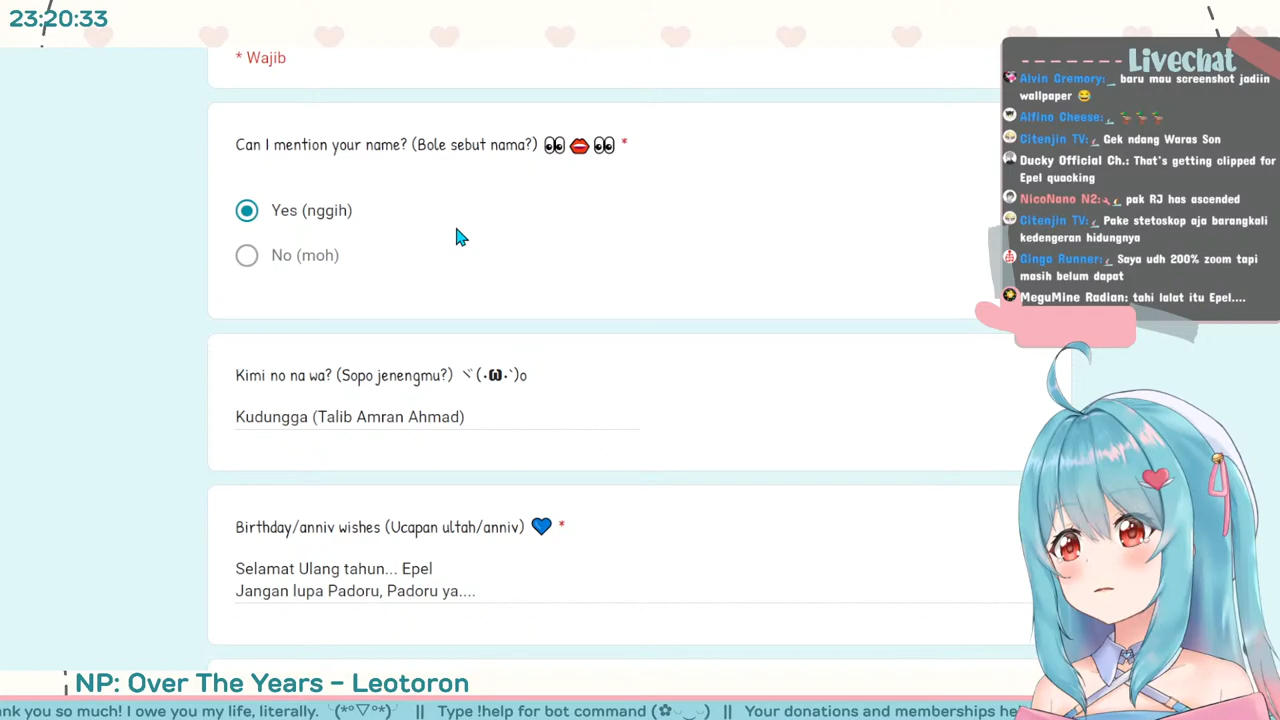 23:20:33
* Wajib
Can I mention your name? (Bole sebut nama?) 👀👄👀 *
Yes (nggih)
No (moh)
Kimi no na wa? (Sopo jenengmu?) ヾ(･ω･`)o
Kudungga (Talib Amran Ahmad)
Birthday/anniv wishes (Ucapan ultah/anniv) 💙 *
Selamat Ulang tahun... Epel
Jangan lupa Padoru, Padoru ya....
Livechat
Alvin Gremory: baru mau screenshot jadiin
wallpaper 😂
Alfino Cheese:
Citenjin TV: Gek ndang Waras Son
Ducky Official Ch.: That's getting clipped for
Epel quacking
NicoNano N2: pak RJ has ascended
Citenjin TV: Pake stetoskop aja barangkali
kedengeran hidungnya
Ginga Runner: Saya udh 200% zoom tapi
masih belum dapat
MeguMine Radian: tahi lalat itu Epel....
NP: Over The Years - Leotoron
nk you so much! I owe you my life, literally. ╰(*°▽°*)╯ || Type !help for bot command (✿◡‿◡) || Your donations and memberships hel